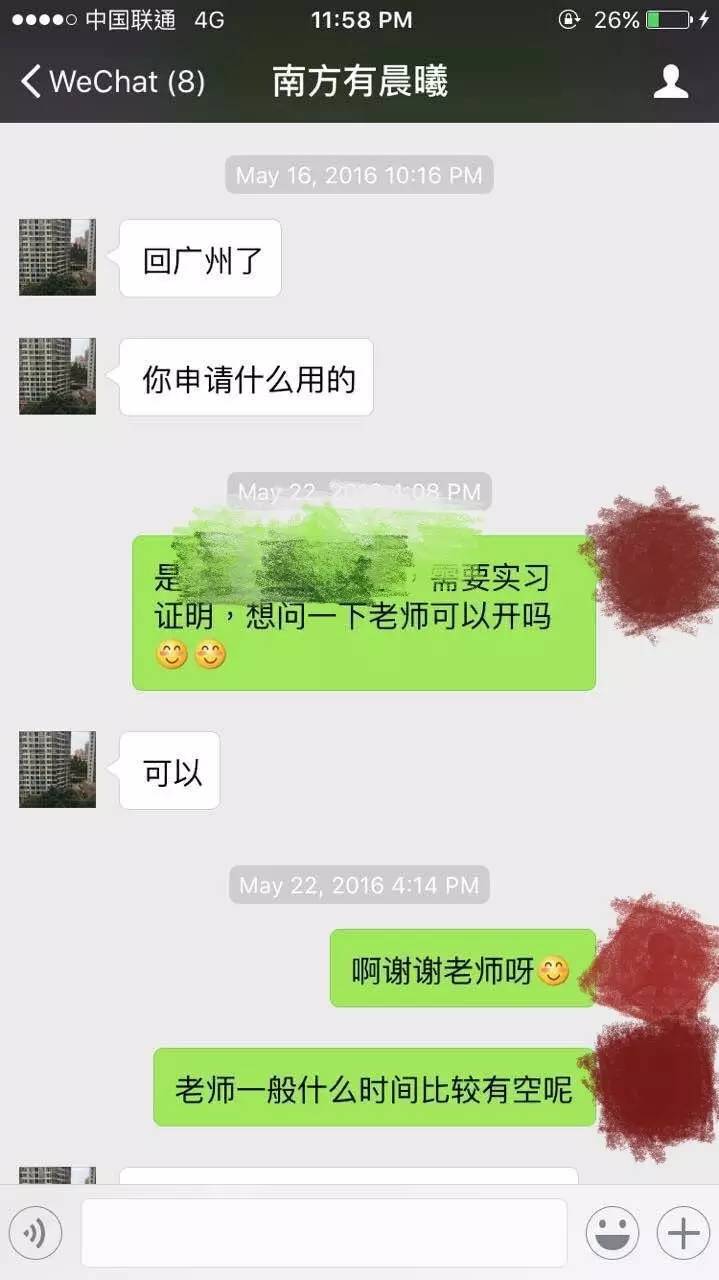 中国联通 4G 11:58 PM 26%
WeChat (8) 南方有晨曦
May 16, 2016 10:16 PM
回广州了
你申请什么用的
May 22, 4:08 PM
是 ，需要实习
证明，想问一下老师可以开吗
😊😊
可以
May 22, 2016 4:14 PM
啊谢谢老师呀😊
老师一般什么时间比较有空呢